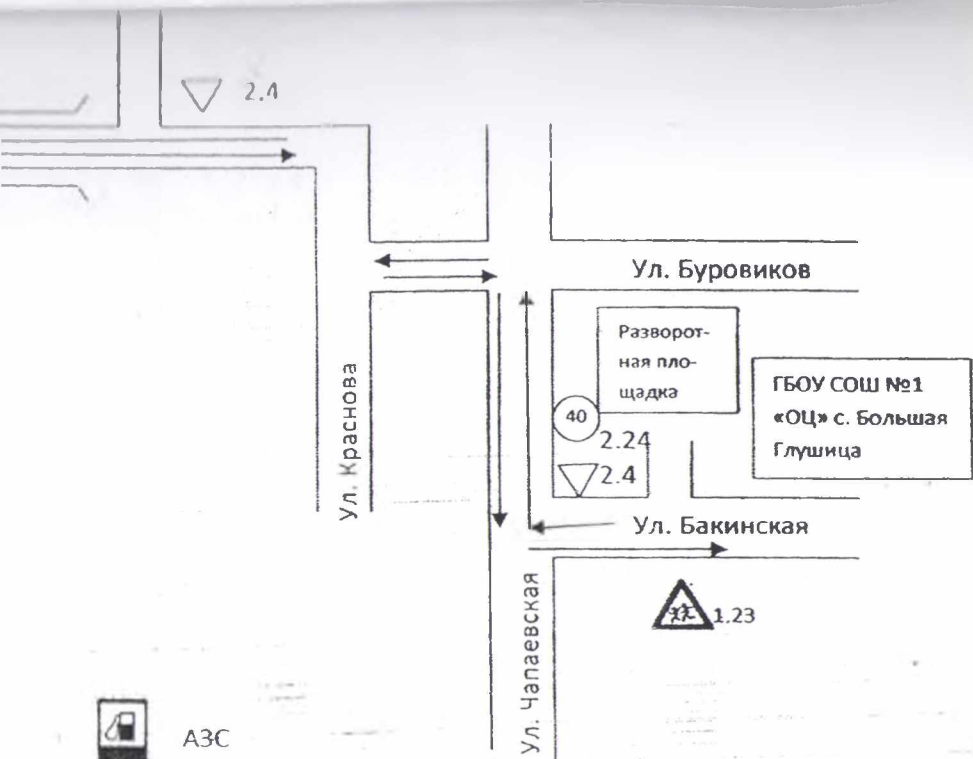 2.4
Ул. Буровиков
Разворот-
ная пло-
щадка
ГБОУ СОШ №1
«ОЦ» с. Большая
Глушица
40
2.24
2.4
Ул. Краснова
Ул. Бакинская
1.23
Ул. Чапаевская
АЗС